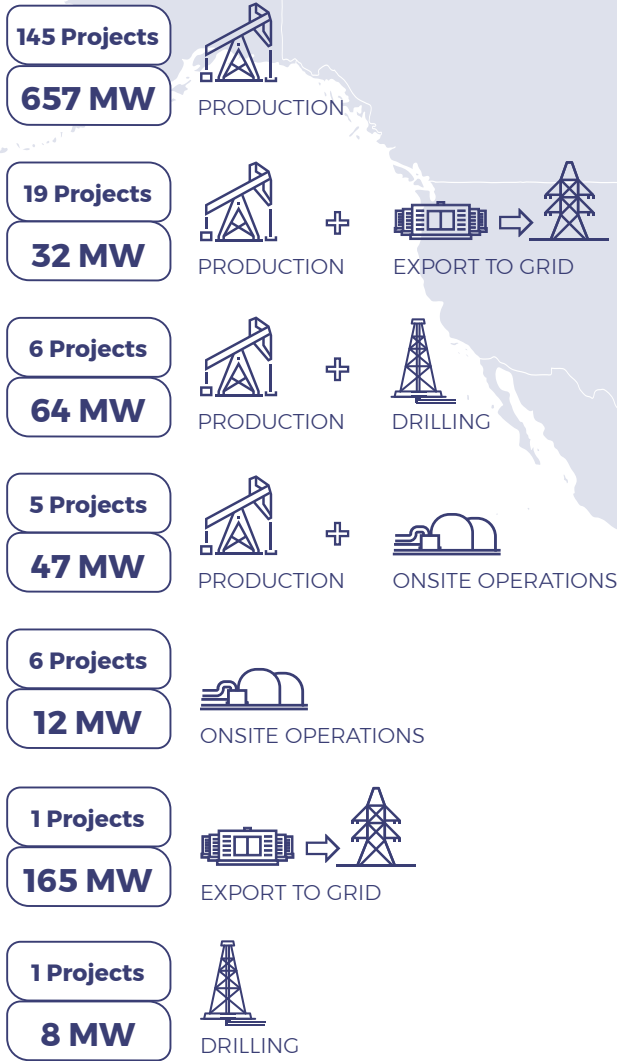 145 Projects
657 MW
PRODUCTION
19 Projects
32 MW
PRODUCTION
EXPORT TO GRID
6 Projects
64 MW
PRODUCTION
DRILLING
5 Projects
47 MW
PRODUCTION
ONSITE OPERATIONS
6 Projects
12 MW
ONSITE OPERATIONS
1 Projects
165 MW
EXPORT TO GRID
1 Projects
8 MW
DRILLING